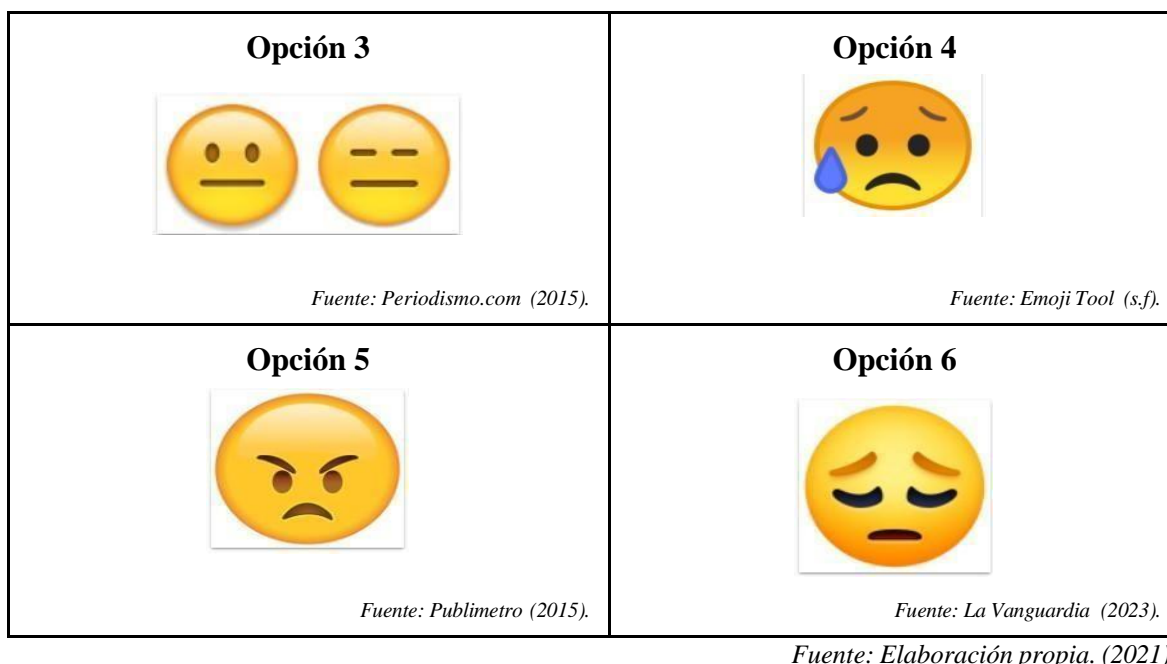 Opción 3
Opción 4
Fuente: Periodismo.com (2015).
Fuente: Emoji Tool (s.f).
Opción 5
Opción 6
Fuente: Publimetro (2015).
Fuente: La Vanguardia (2023).
Fuente: Elaboración propia. (2021)